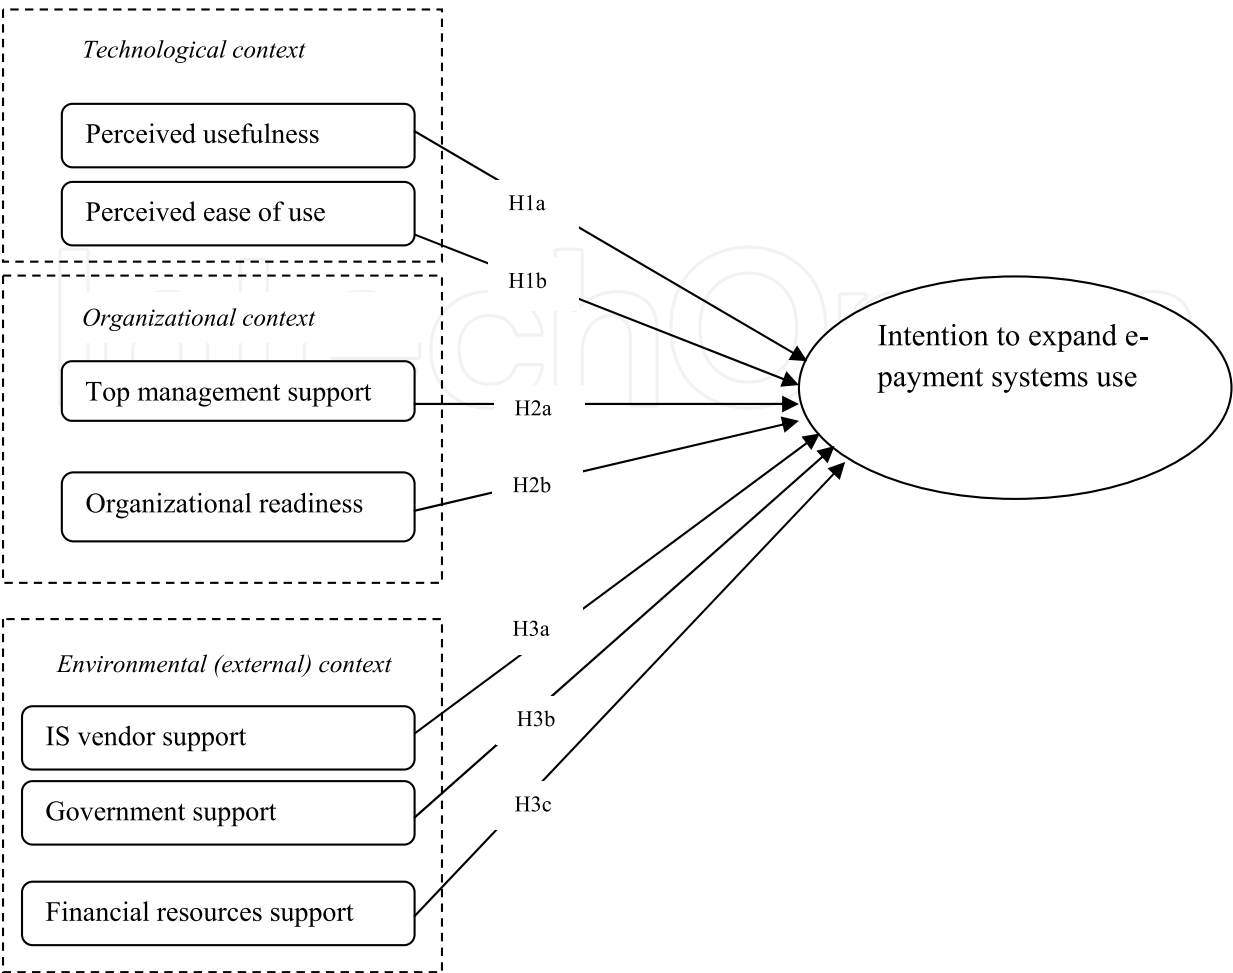 Technological context
Perceived usefulness
H1a
Perceived ease of use
H1b
Organizational context
Top management support
H2a
Organizational readiness
H2b
Intention to expand e-
payment systems use
Environmental (external) context
H3a
IS vendor support
H3b
Government support
H3c
Financial resources support